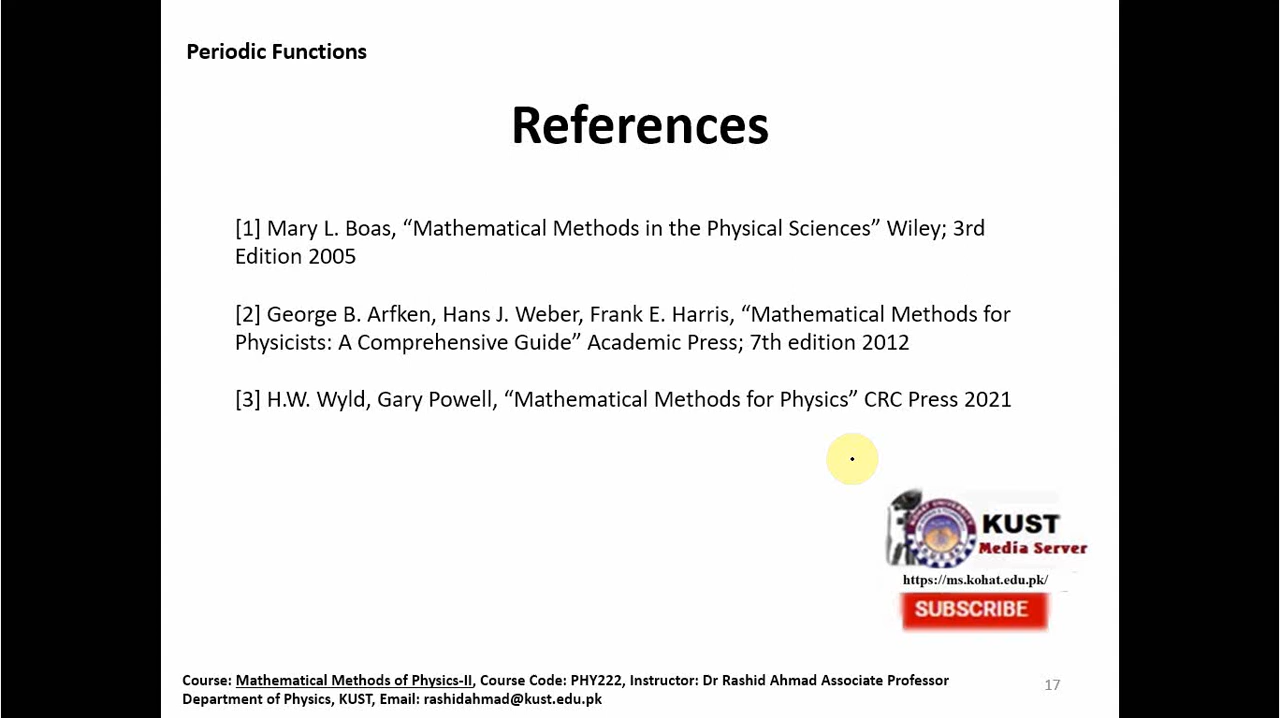 Periodic Functions
References
[1] Mary L. Boas, “Mathematical Methods in the Physical Sciences” Wiley; 3rd
Edition 2005
[2] George B. Arfken, Hans J. Weber, Frank E. Harris, “Mathematical Methods for
Physicists: A Comprehensive Guide” Academic Press; 7th edition 2012
[3] H.W. Wyld, Gary Powell, “Mathematical Methods for Physics” CRC Press 2021
KUST
Media Server
https://ms.kohat.edu.pk/
SUBSCRIBE
Course: Mathematical Methods of Physics-II, Course Code: PHY222, Instructor: Dr Rashid Ahmad Associate Professor
Department of Physics, KUST, Email: rashidahmad@kust.edu.pk
17